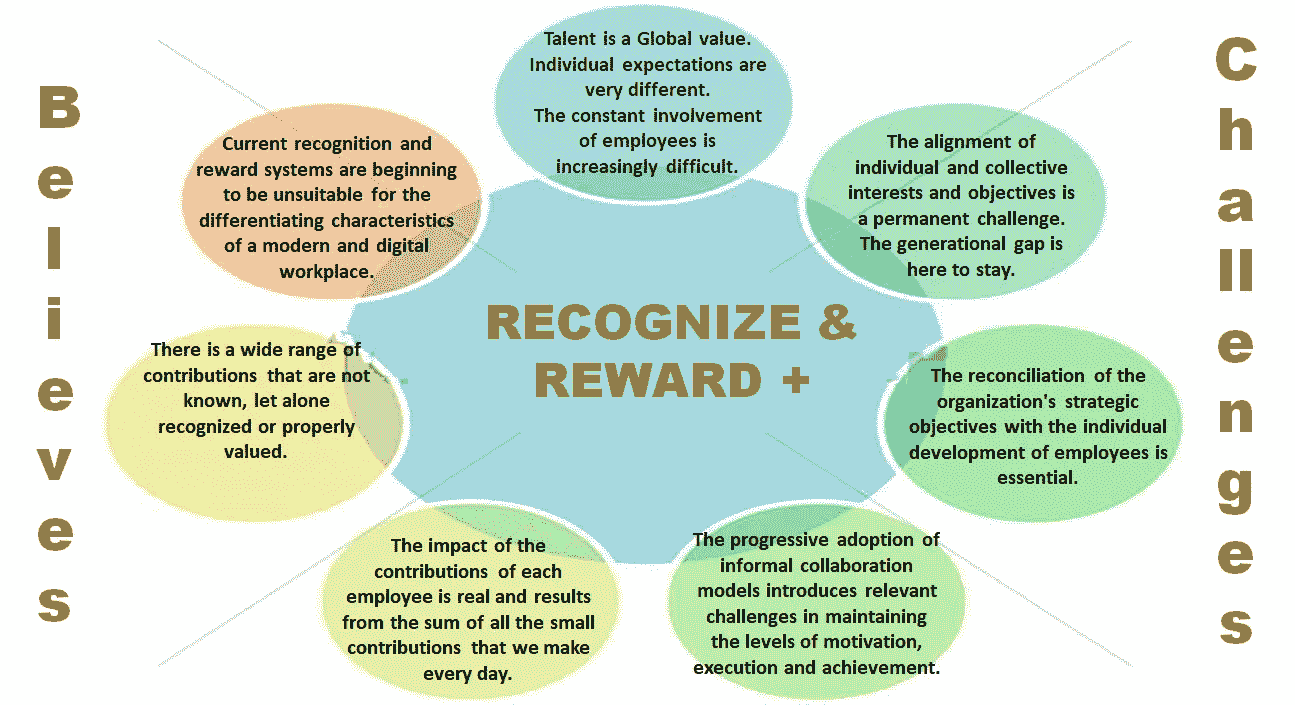 Believes
Talent is a Global value.
Individual expectations are
very different.
The constant involvement
of employees is
increasingly difficult.
Challenges
Current recognition and
reward systems are beginning
to be unsuitable for the
differentiating characteristics
of a modern and digital
workplace.
The alignment of
individual and collective
interests and objectives is
a permanent challenge.
The generational gap is
here to stay.
RECOGNIZE &
REWARD +
There is a wide range of
contributions that are not
known, let alone
recognized or properly
valued.
The reconciliation of the
organization's strategic
objectives with the individual
development of employees is
essential.
The impact of the
contributions of each
employee is real and results
from the sum of all the small
contributions that we make
every day.
The progressive adoption of
informal collaboration
models introduces relevant
challenges in maintaining
the levels of motivation,
execution and achievement.